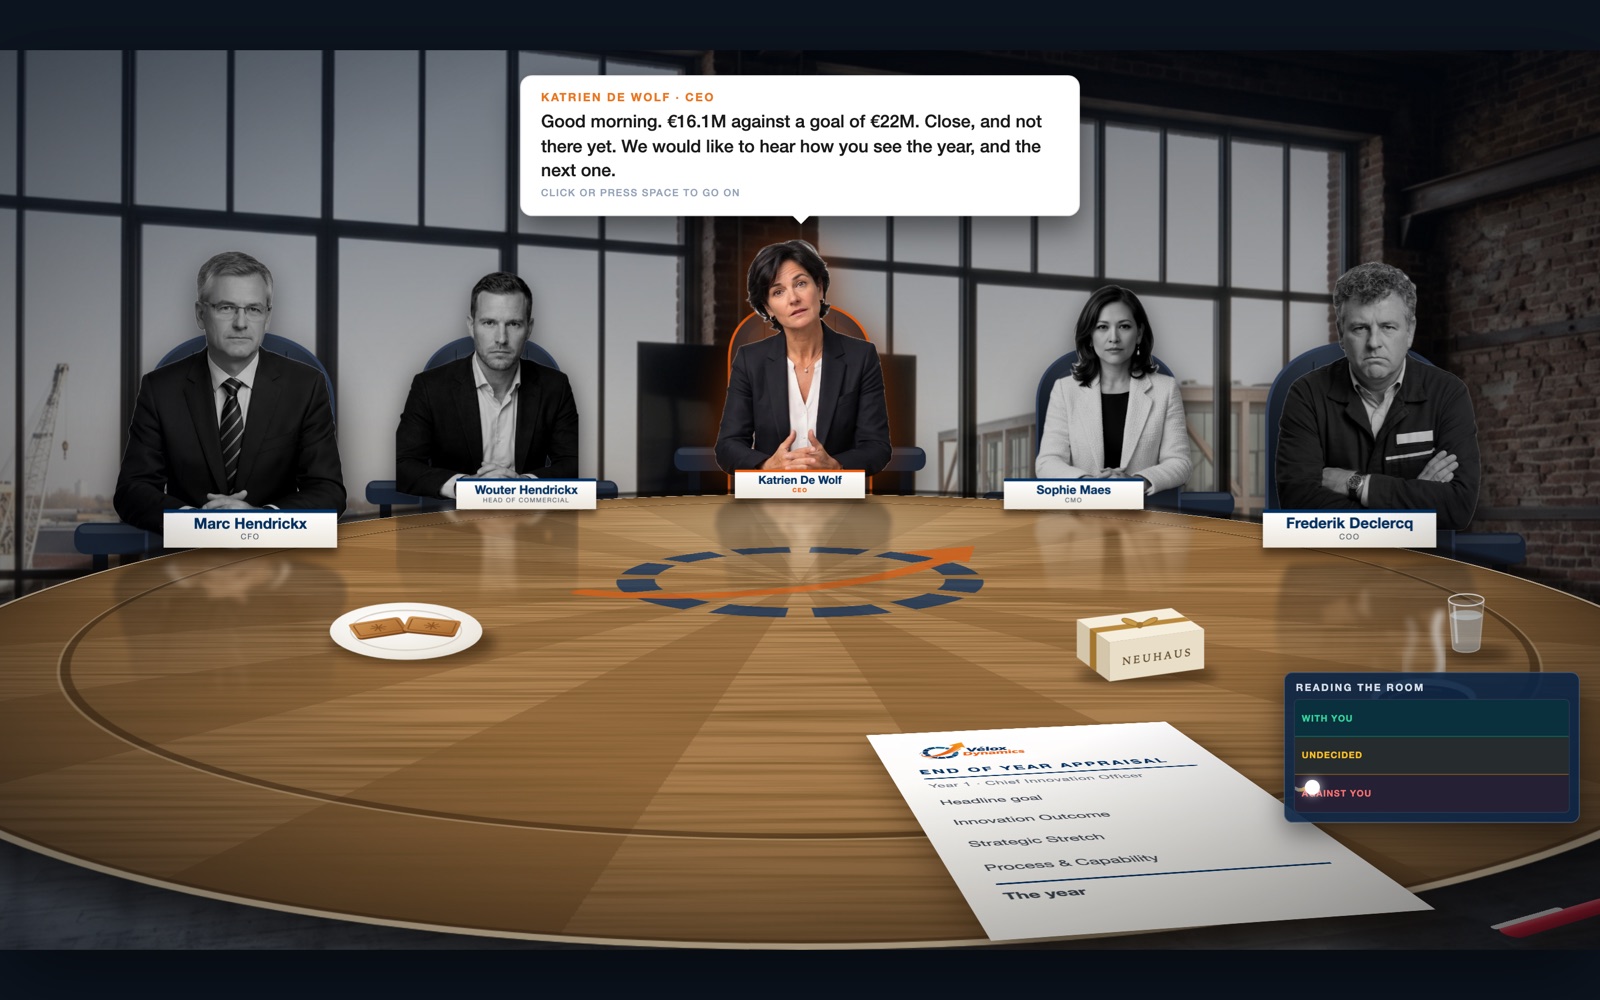 KATRIEN DE WOLF · CEO
Good morning. €16.1M against a goal of €22M. Close, and not
there yet. We would like to hear how you see the year, and the
next one.
CLICK OR PRESS SPACE TO GO ON
Marc Hendrickx
CFO
Wouter Hendrickx
HEAD OF COMMERCIAL
Katrien De Wolf
CEO
Sophie Maes
CMO
Frederik Declercq
COO
NEUHAUS
READING THE ROOM
WITH YOU
UNDECIDED
AGAINST YOU
Vélox
Dynamics
END OF YEAR APPRAISAL
Year 1 · Chief Innovation Officer
Headline goal
Innovation Outcome
Strategic Stretch
Process & Capability
The year